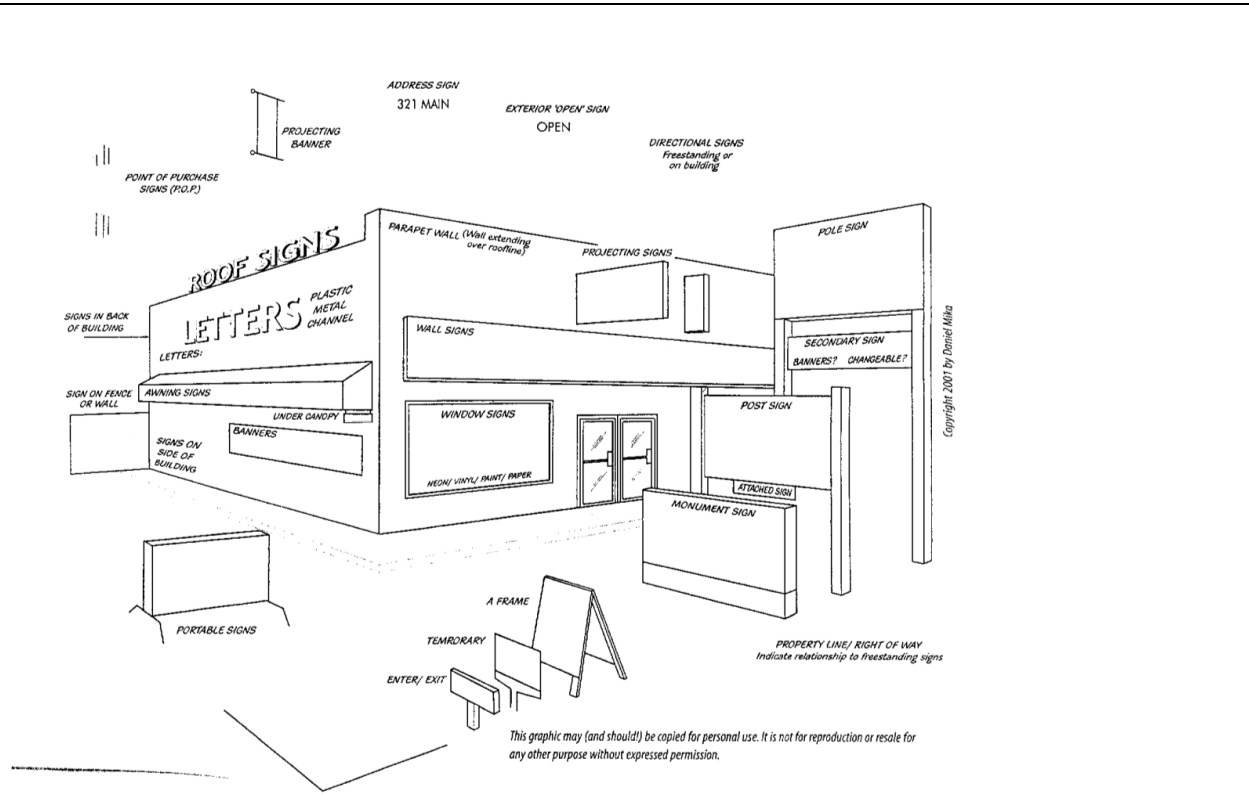 ADDRESS SIGN
321 MAIN
EXTERIOR 'OPEN' SIGN
OPEN
PROJECTING
BANNER
DIRECTIONAL SIGNS
Freestanding or
on building
POINT OF PURCHASE
SIGNS (P.O.P.)
PARAPET WALL (Wall extending
over roofline)
POLE SIGN
PROJECTING SIGNS
ROOF SIGNS
LETTERS
PLASTIC
METAL
CHANNEL
SIGNS IN BACK
OF BUILDING
WALL SIGNS
SECONDARY SIGN
BANNERS? CHANGEABLE?
LETTERS:
AWNING SIGNS
SIGN ON FENCE
OR WALL
UNDER CANOPY
WINDOW SIGNS
POST SIGN
BANNERS
SIGNS ON
SIDE OF
BUILDING
NEON/ VINYL/ PAINT/ PAPER
ATTACHED SIGN
MONUMENT SIGN
Copyright 2001 by Daniel Mika
A FRAME
PORTABLE SIGNS
TEMRORARY
PROPERTY LINE/ RIGHT OF WAY
Indicate relationship to freestanding signs
ENTER/ EXIT
This graphic may (and should!) be copied for personal use. It is not for reproduction or resale for
any other purpose without expressed permission.